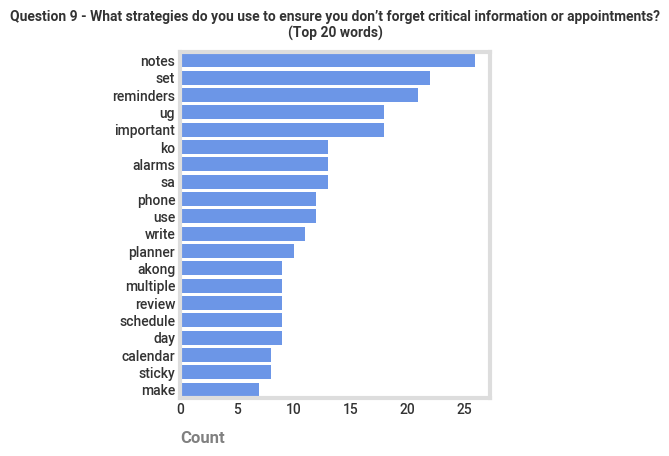 Question 9 - What strategies do you use to ensure you don’t forget critical information or appointments?
(Top 20 words)
notes
set
reminders
ug
important
ko
alarms
sa
phone
use
write
planner
akong
multiple
review
schedule
day
calendar
sticky
make
0 5 10 15 20 25
Count